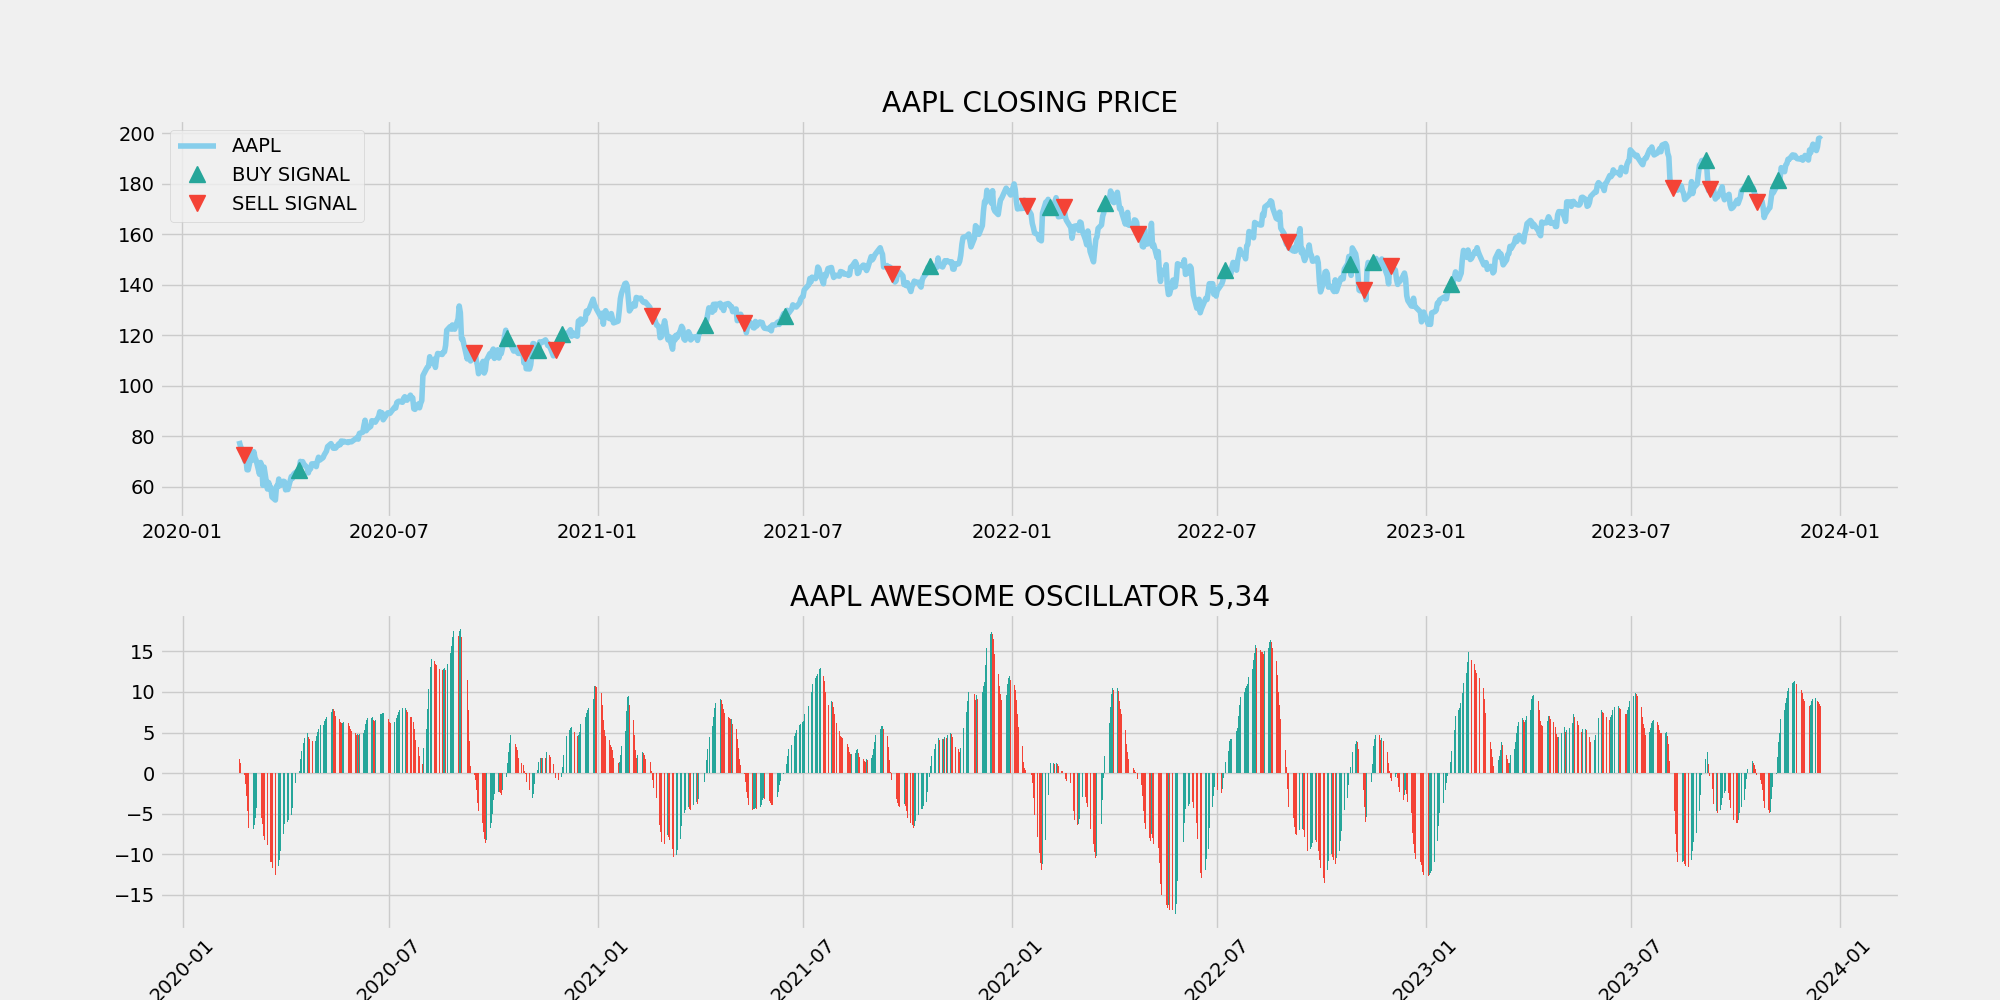 AAPL CLOSING PRICE
200
180
160
140
120
100
80
60
AAPL
BUY SIGNAL
SELL SIGNAL
2020-01 2020-07 2021-01 2021-07 2022-01 2022-07 2023-01 2023-07 2024-01
AAPL AWESOME OSCILLATOR 5,34
15
10
5
0
−5
−10
−15
2020-01 2020-07 2021-01 2021-07 2022-01 2022-07 2023-01 2023-07 2024-01